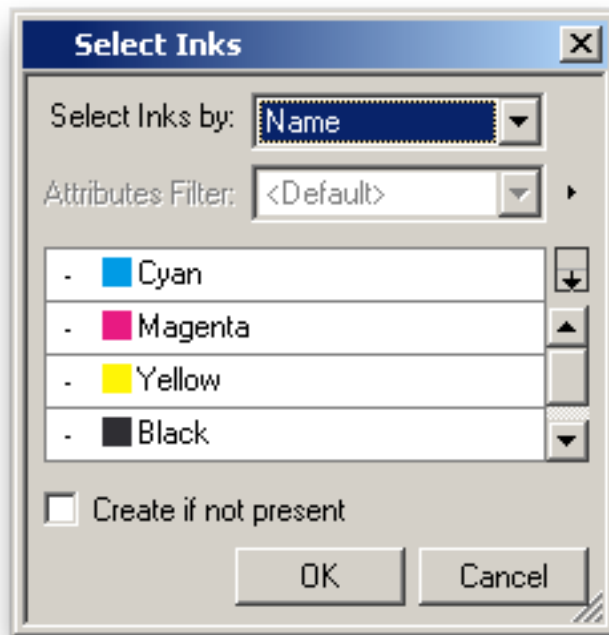 Select Inks
Select Inks by: Name
Attributes Filter: <Default>
- Cyan
- Magenta
- Yellow
- Black
Create if not present
OK Cancel